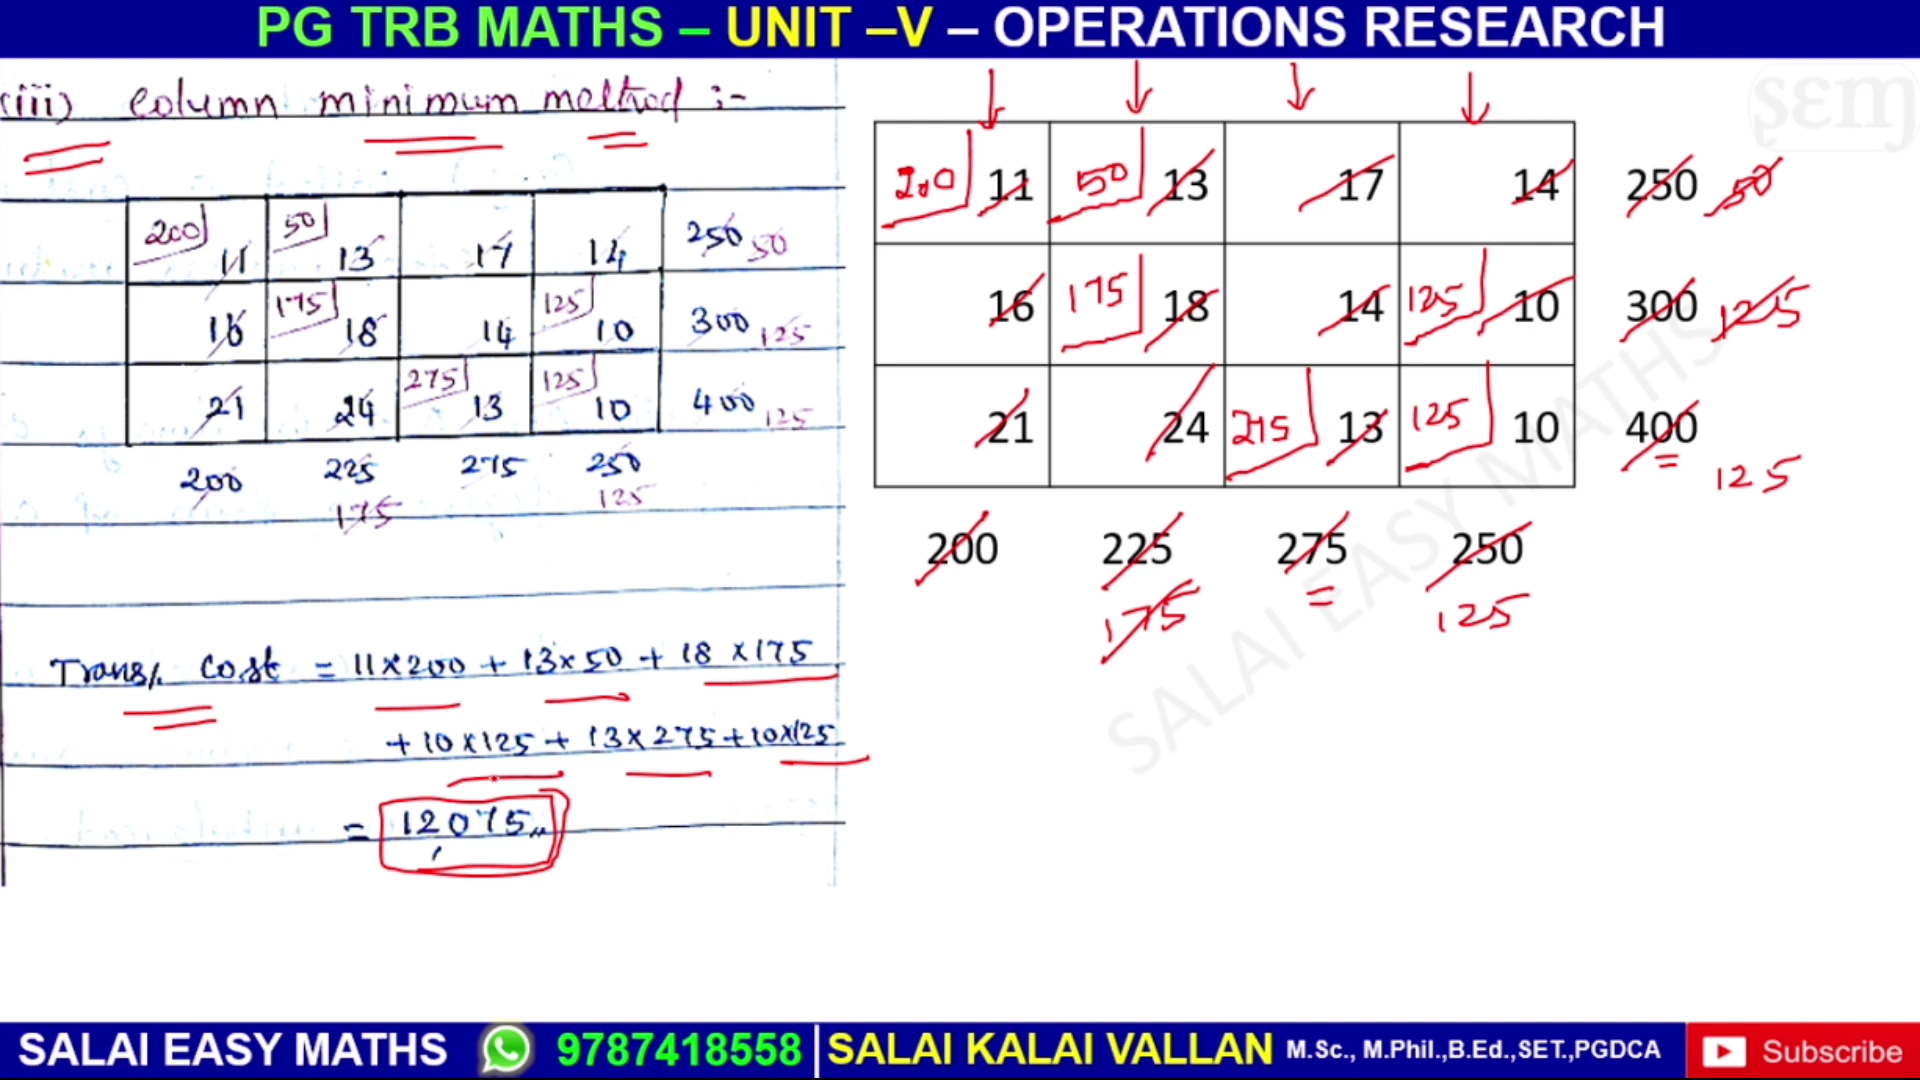 PG TRB MATHS – UNIT –V – OPERATIONS RESEARCH
SEM
(iii) column minimum method :-
200 11 50 13 17 14 250 50
16 175 18 14 125 10 300 125
21 24 275 13 125 10 400 125
200 225 275 250
175 125
Trans/. Cost = 11×200 + 13×50 + 18 ×175
+ 10×125 + 13×275+10×125
= 12075,,
200 11 50 13 17 14 250 50
16 175 18 14 125 10 300 125
21 24 275 13 125 10 400 125
200 225 275 250
175 125
SALAI EASY MATHS
SALAI EASY MATHS 9787418558 SALAI KALAI VALLAN M.Sc., M.Phil.,B.Ed.,SET.,PGDCA Subscribe